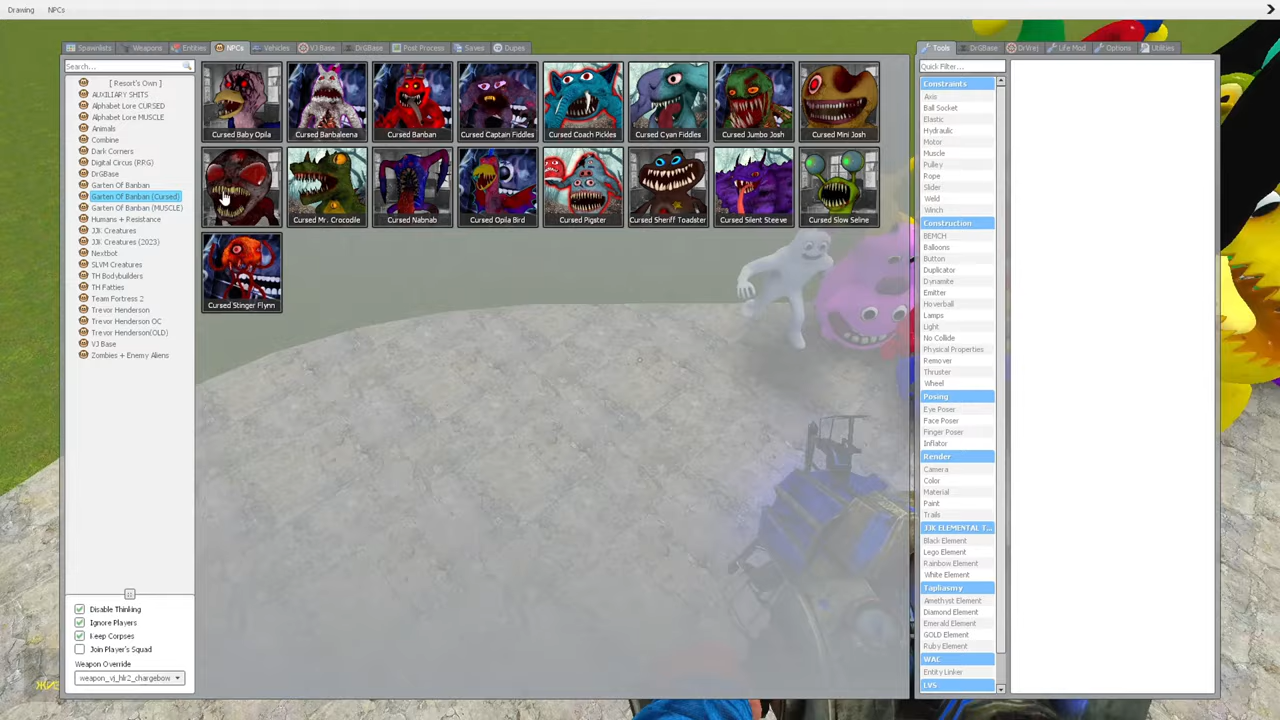 Drawing NPCs
Spawnlists Weapons Entities NPCs Vehicles VJ Base DrGBase Post Process Saves Dupes
Tools DrGBase DrVrej Life Mod Options Utilities
Search...
[ Resort's Own ]
AUXILIARY SHITS
Alphabet Lore CURSED
Alphabet Lore MUSCLE
Animals
Combine
Dark Corners
Digital Circus (P.R.G)
DrGBase
Garten Of Banban
Garten Of Banban (Cursed)
Garten Of Banban (MUSCLE)
Humans + Resistance
JJK Creatures
JJK Creatures (2023)
Nextbot
SLVM Creatures
TH Bodybuilders
TH Fatties
Team Fortress 2
Trevor Henderson
Trevor Henderson OC
Trevor Henderson(OLD)
VJ Base
Zombies + Enemy Aliens
Disable Thinking
Ignore Players
Keep Corpses
Join Player's Squad
Weapon Override
weapon_vj_hlr2_chargebow
Cursed Baby Opla Cursed Banbaleena Cursed Banban Cursed Captain Fiddles Cursed Coach Pickles Cursed Cyan Fiddles Cursed Jumbo Josh Cursed Mini Josh
Cursed Mr. Crocodile Cursed Nabnab Cursed Opla Bird Cursed Pigster Cursed Sheriff Toadster Cursed Silent Steeve Cursed Slow Seline
Cursed Stinger Flynn
Quick Filter...
Constraints
Axis
Ball Socket
Elastic
Hydraulic
Motor
Muscle
Pulley
Rope
Slider
Weld
Winch
Construction
BEMCH
Balloons
Button
Duplicator
Dynamite
Emitter
Hoverball
Lamps
Light
No Collide
Physical Properties
Remover
Thruster
Wheel
Posing
Eye Poser
Face Poser
Finger Poser
Inflator
Render
Camera
Color
Material
Paint
Trails
JJK ELEMENTAL T...
Black Element
Lego Element
Rainbow Element
White Element
Tapliasmy
Amethyst Element
Diamond Element
Emerald Element
GOLD Element
Ruby Element
WAC
Entity Linker
LVS